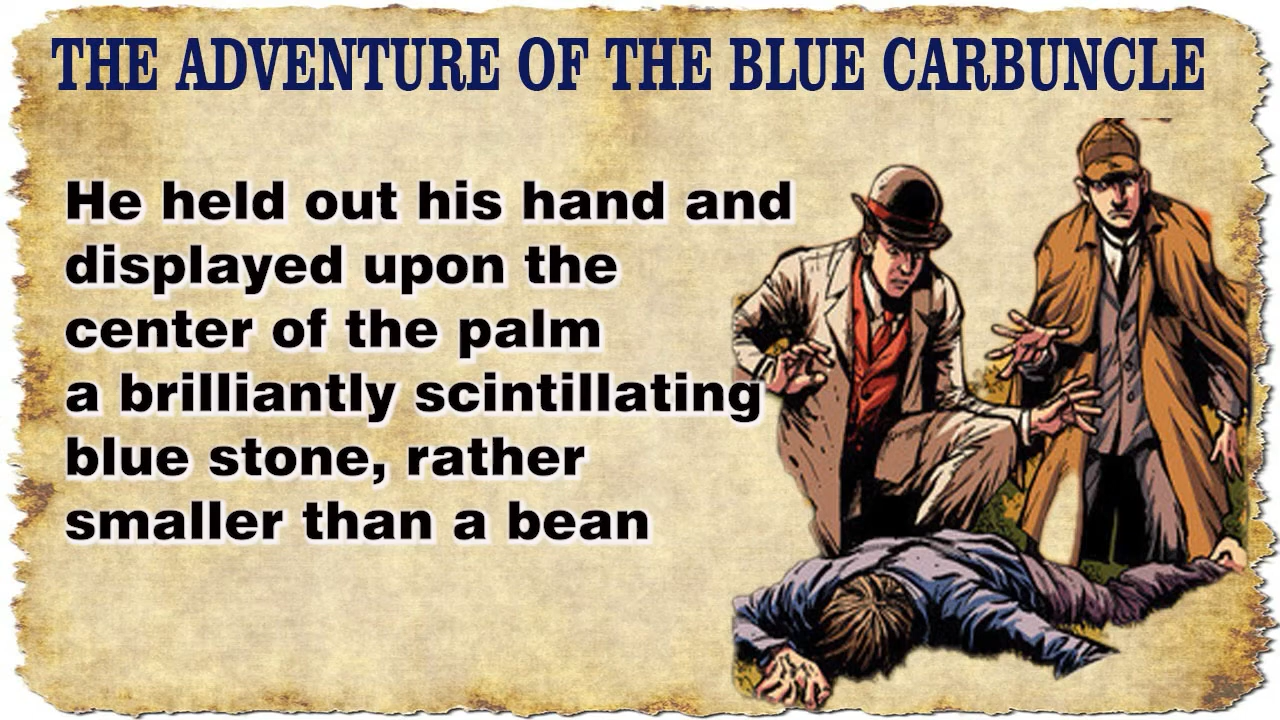 THE ADVENTURE OF THE BLUE CARBUNCLE
He held out his hand and
displayed upon the
center of the palm
a brilliantly scintillating
blue stone, rather
smaller than a bean